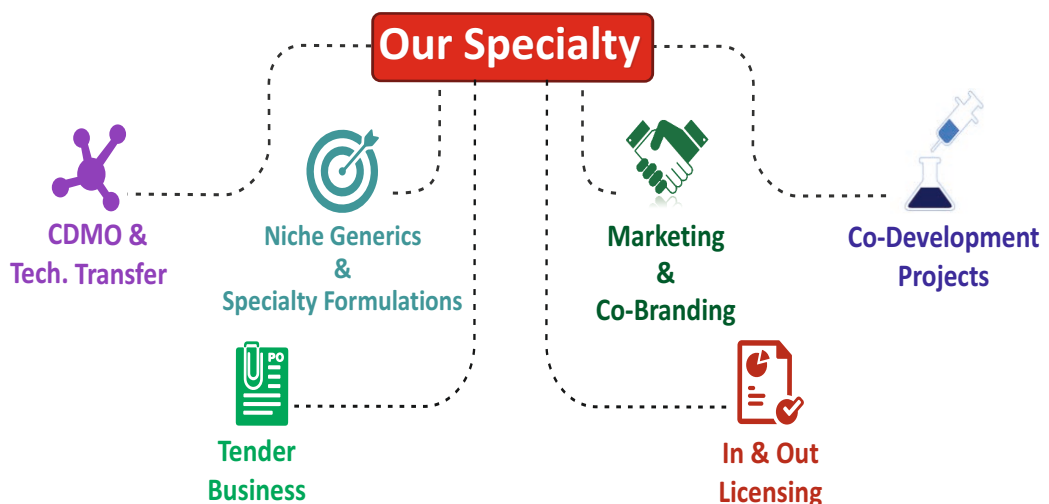 Our Specialty
CDMO &
Tech. Transfer
Niche Generics
&
Specialty Formulations
Marketing
&
Co-Branding
Co-Development
Projects
PO
Tender
Business
In & Out
Licensing